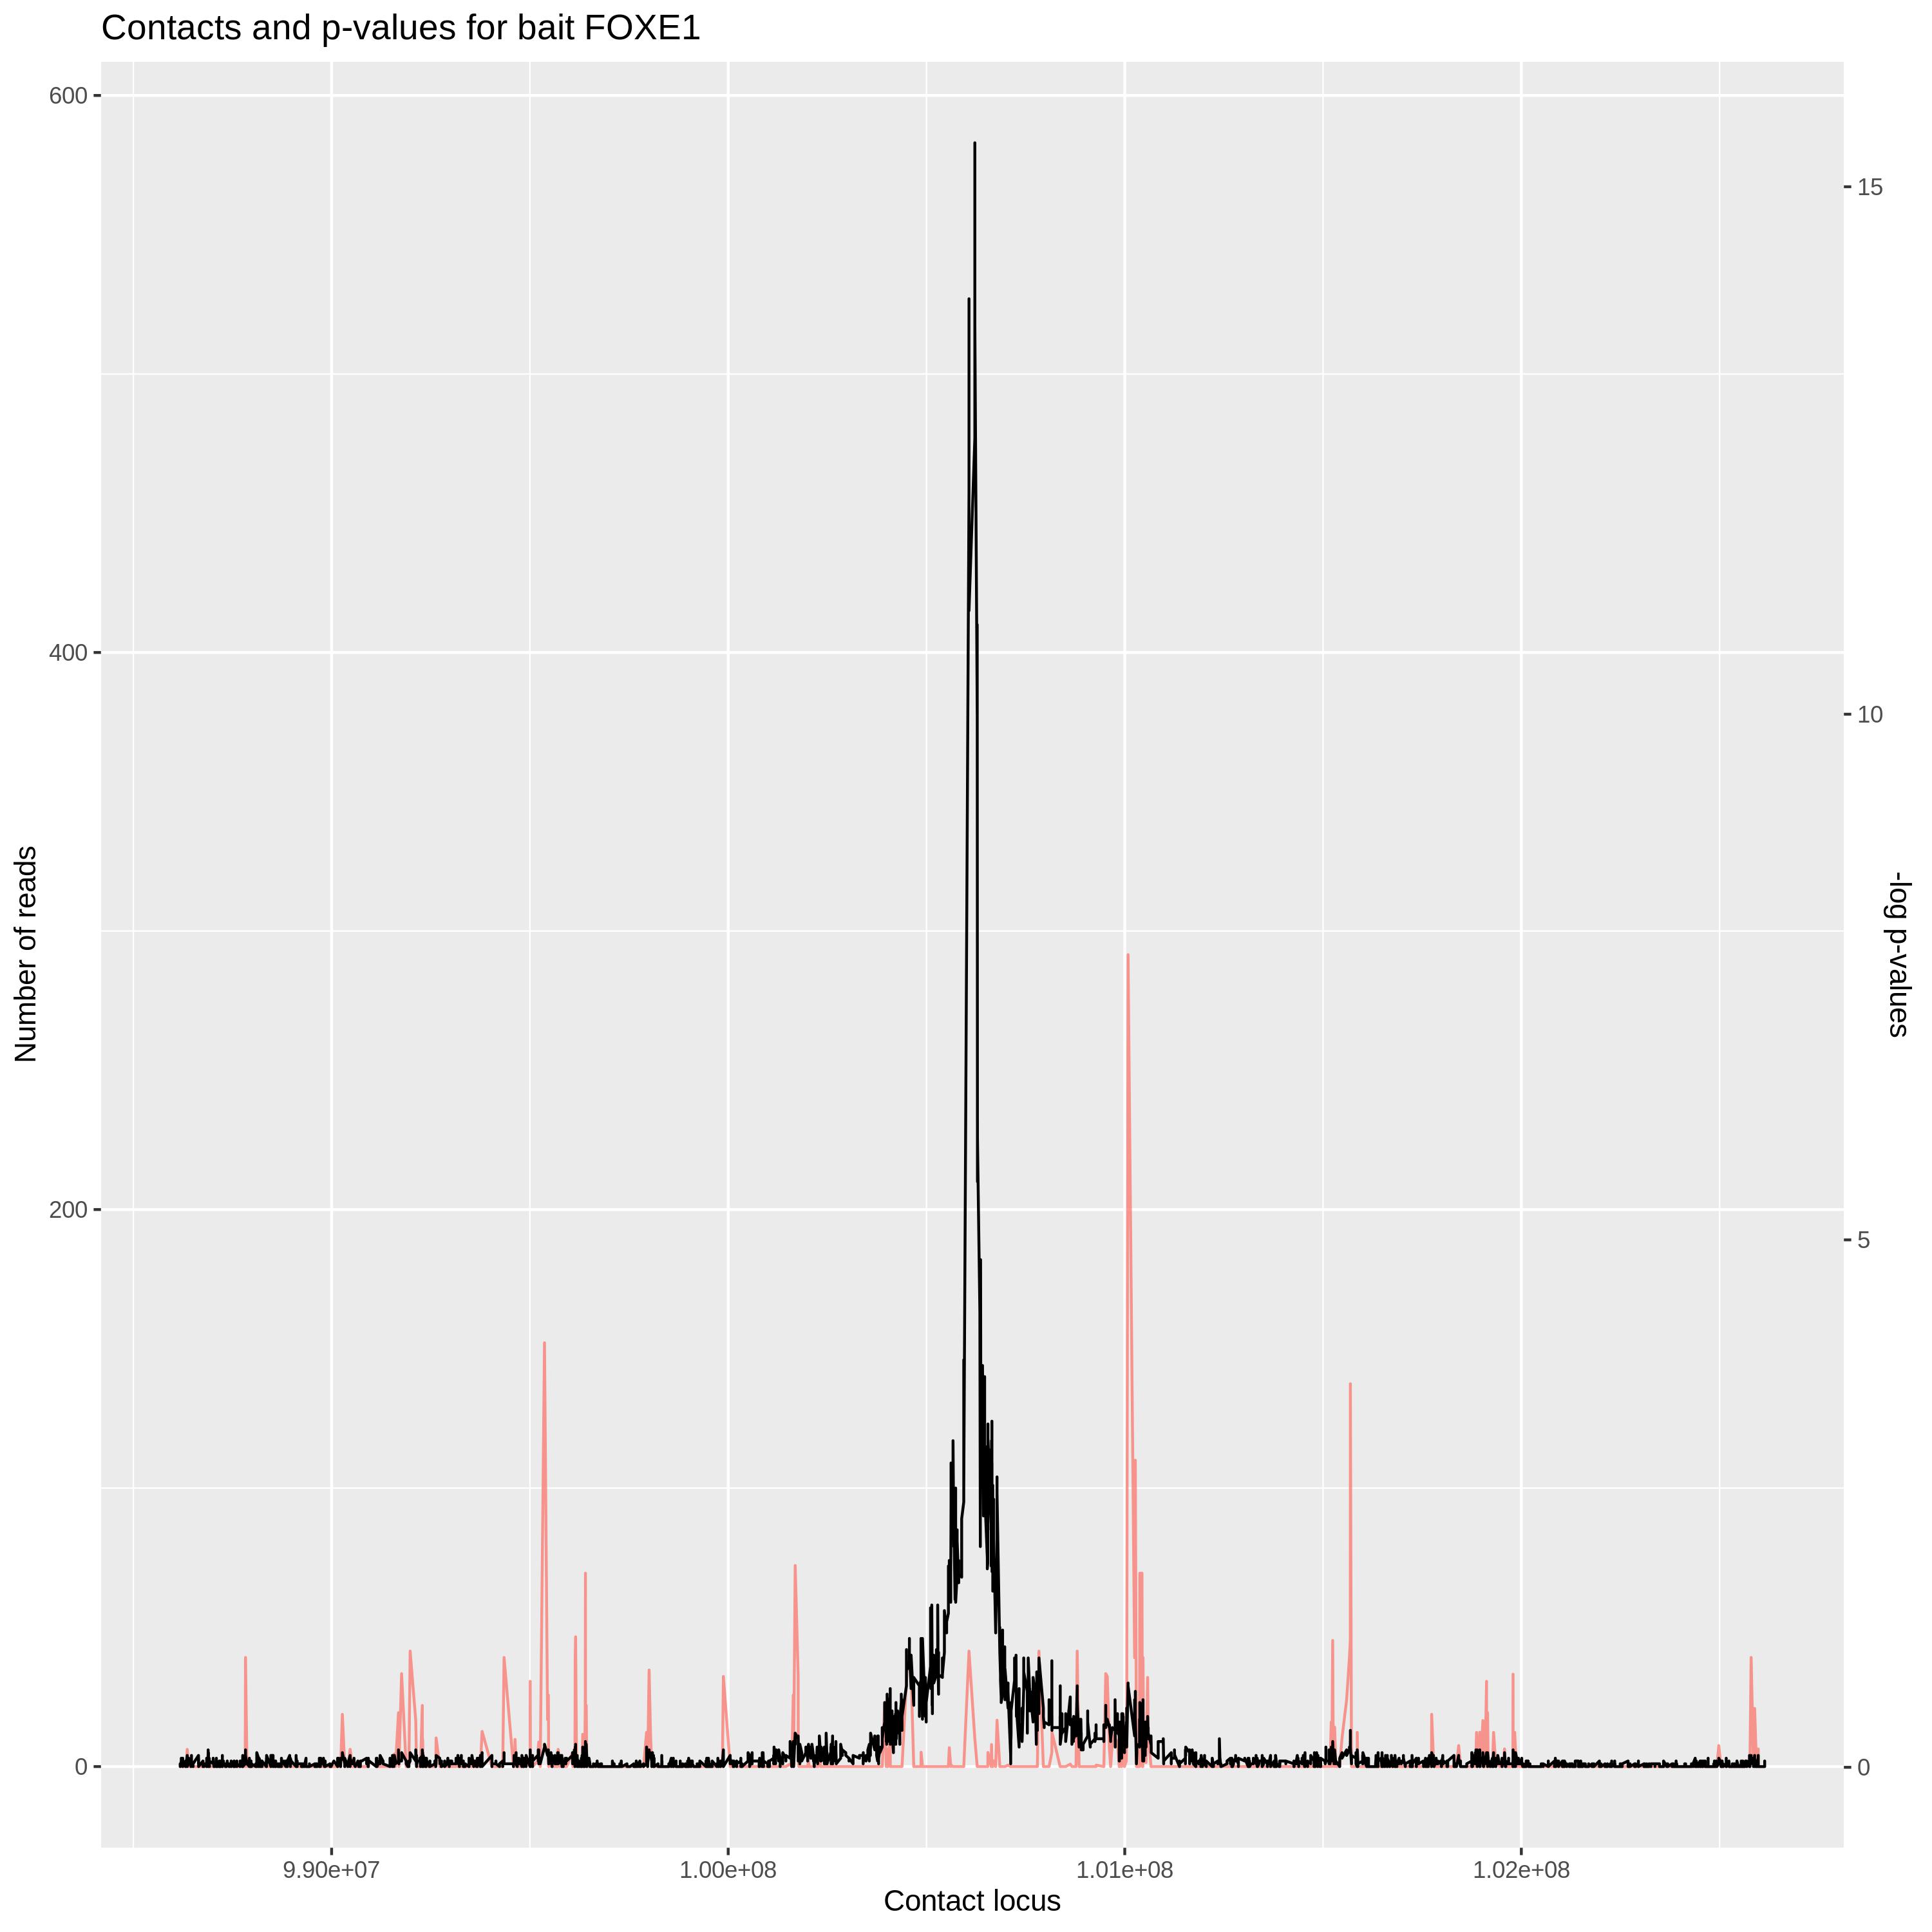 Contacts and p-values for bait FOXE1
600
400
200
0
Number of reads
15
10
5
0
-log p-values
9.90e+07
1.00e+08
1.01e+08
1.02e+08
Contact locus